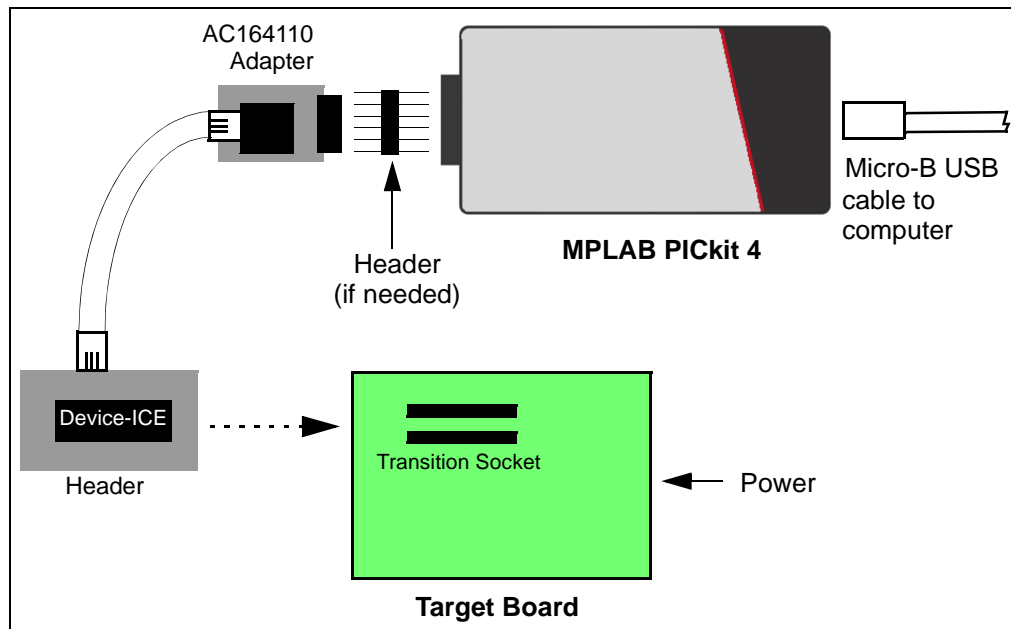 AC164110
Adapter
Micro-B USB
cable to
computer
MPLAB PICkit 4
Header
(if needed)
Device-ICE
Header
Transition Socket
Power
Target Board